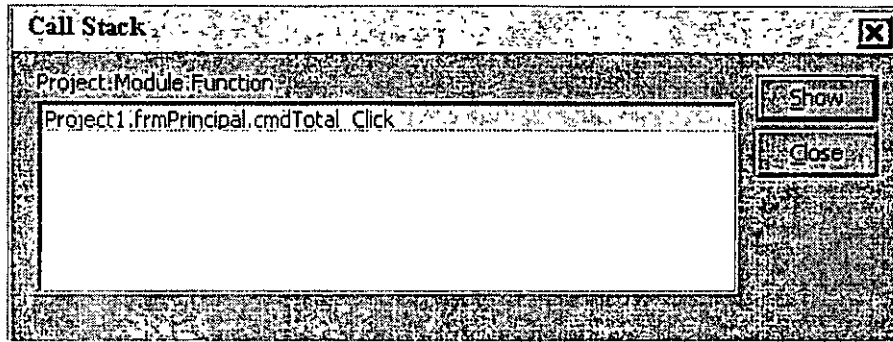 Call Stack
Project:Module:Function
Show
Project1.frmPrincipal.cmdTotal_Click
Close